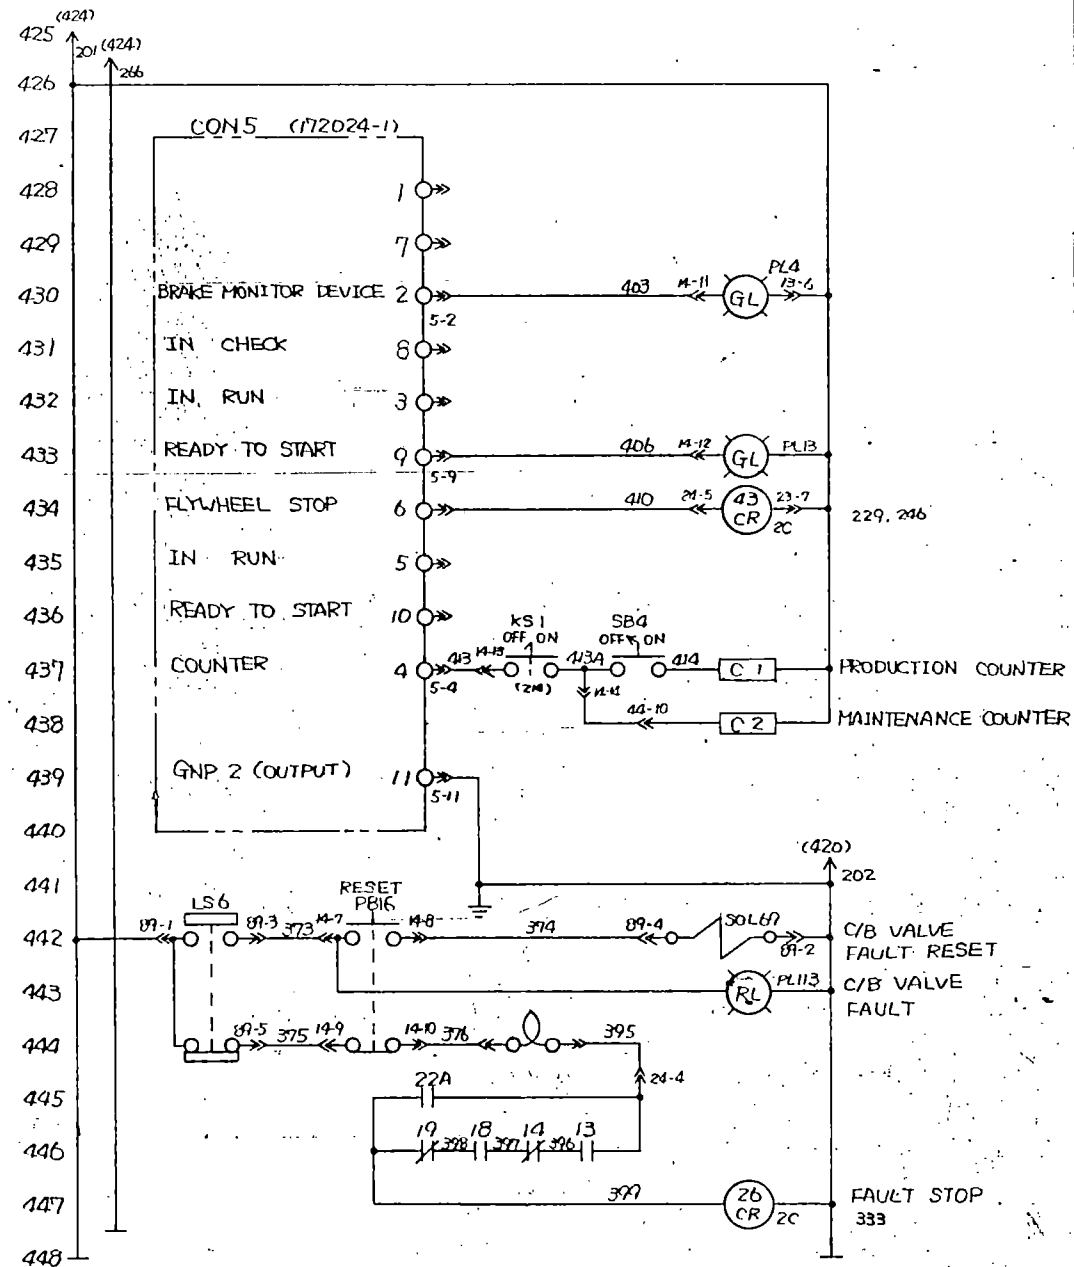 (424)
425
201 (424)
266
426
CON5 (172024-1)
427
428 1
429 7
430 BRAKE MONITOR DEVICE 2 403 14-11 GL PL4 13-6
5-2
431 IN CHECK 8
432 IN RUN 3
433 READY TO START 9 406 14-12 GL PL13
5-9
434 FLYWHEEL STOP 6 410 24-5 43 CR 23-7 2C 229, 246
435 IN RUN 5
436 READY TO START 10
KS1 SB4
OFF ON OFF ON
437 COUNTER 4 413 14-13 413A 414 C1 PRODUCTION COUNTER
5-4 (214) 14-14
438 44-10 C2 MAINTENANCE COUNTER
439 GNP 2 (OUTPUT) 11
5-11
440
(420)
441 202
LS6 RESET PB16
442 89-1 89-3 373 14-7 14-8 374 89-4 SOL67 89-2 C/B VALVE
FAULT RESET
443 RL PL113 C/B VALVE
FAULT
444 89-5 375 14-9 14-10 376 395
24-4
445 22A
446 19 398 18 397 14 396 13
447 399 26 CR 2C FAULT STOP
333
448